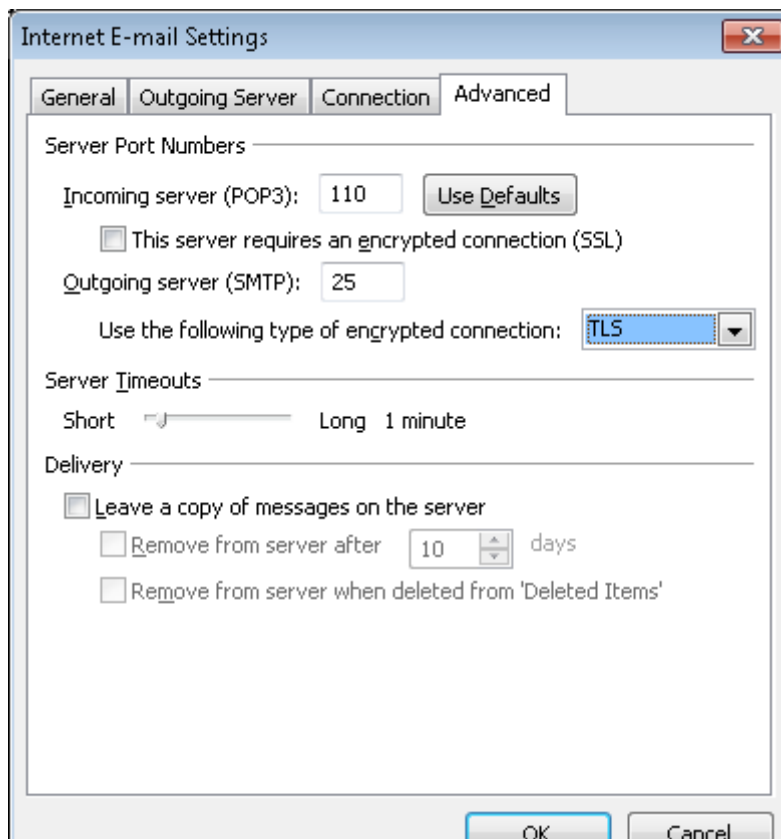 Internet E-mail Settings
General Outgoing Server Connection Advanced
Server Port Numbers
Incoming server (POP3): 110 Use Defaults
This server requires an encrypted connection (SSL)
Outgoing server (SMTP): 25
Use the following type of encrypted connection: TLS
Server Timeouts
Short Long 1 minute
Delivery
Leave a copy of messages on the server
Remove from server after 10 days
Remove from server when deleted from 'Deleted Items'
OK Cancel